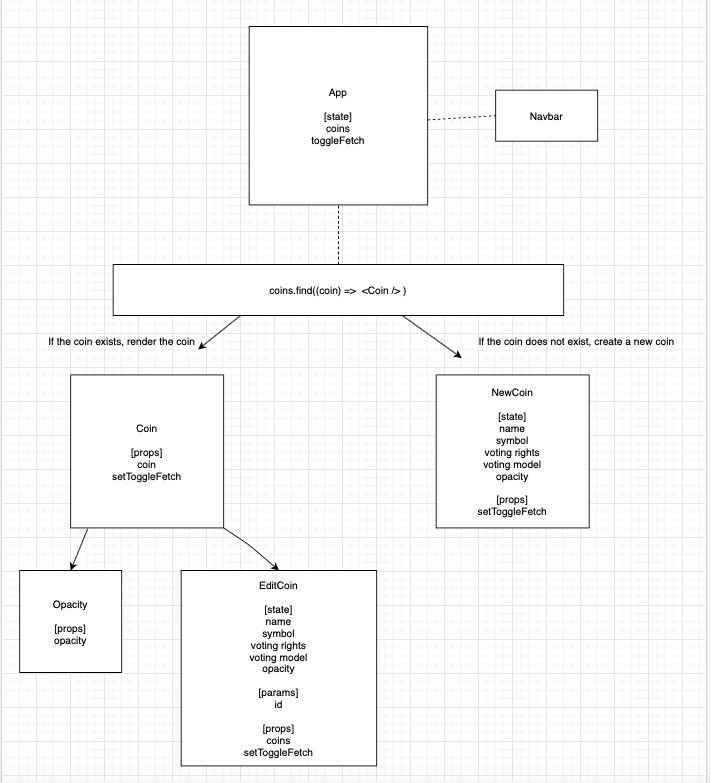 App
[state]
coins
toggleFetch
Navbar
coins.find((coin) => <Coin /> )
If the coin exists, render the coin
If the coin does not exist, create a new coin
Coin
[props]
coin
setToggleFetch
NewCoin
[state]
name
symbol
voting rights
voting model
opacity
[props]
setToggleFetch
Opacity
[props]
opacity
EditCoin
[state]
name
symbol
voting rights
voting model
opacity
[params]
id
[props]
coins
setToggleFetch